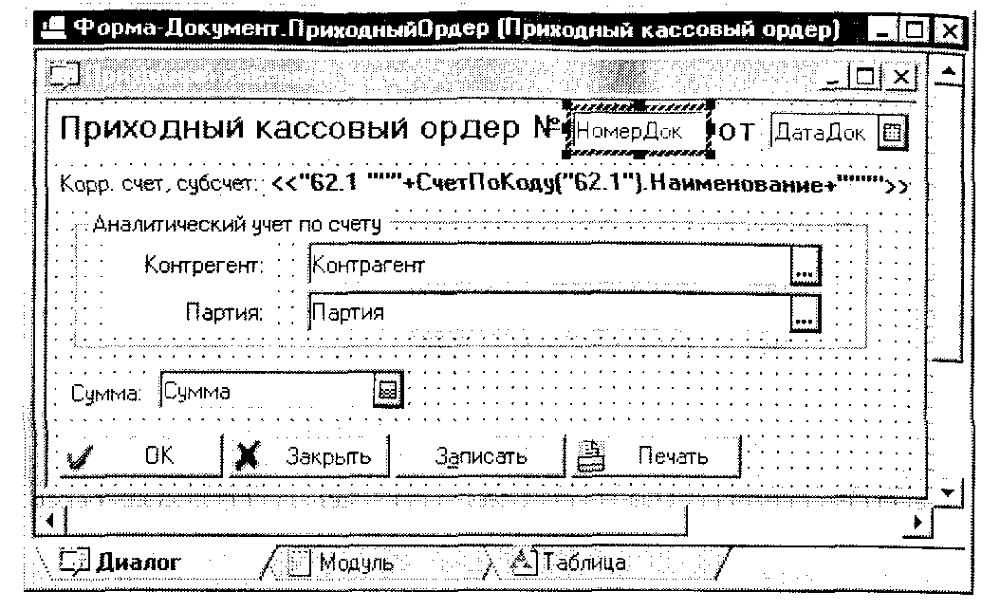 Форма-Документ.ПриходныйОрдер (Приходный кассовый ордер)
Приходный кассовый ордер № НомерДок от ДатаДок
Корр. счет, субсчет: <<"62.1 """+СчетПоКоду("62.1").Наименование+"""">>
Аналитический учет по счету
Контрегент: Контрагент ...
Партия: Партия ...
Сумма: Сумма
OK Закрыть Записать Печать
Диалог Модуль Таблица